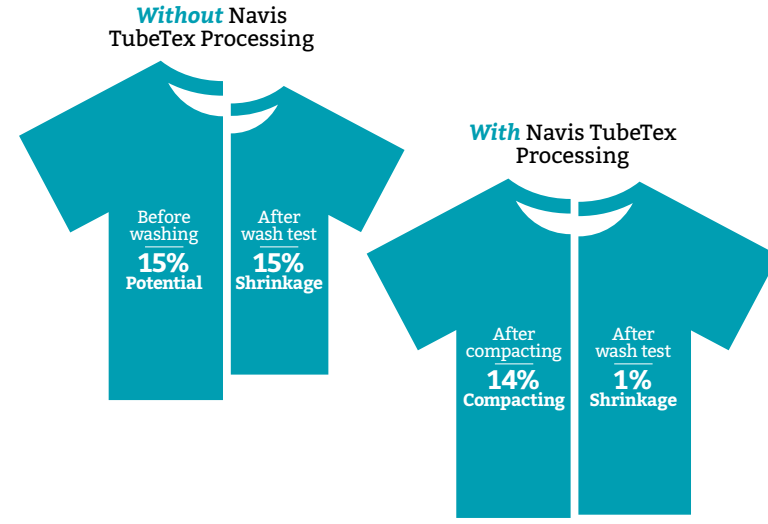 Without Navis
TubeTex Processing
Before
washing
15%
Potential
After
wash test
15%
Shrinkage
With Navis TubeTex
Processing
After
compacting
14%
Compacting
After
wash test
1%
Shrinkage